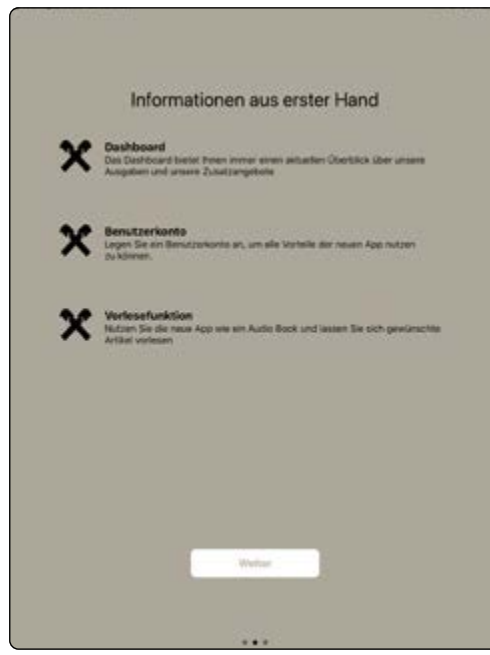 Informationen aus erster Hand
Dashboard
Das Dashboard bietet Ihnen immer einen aktuellen Überblick über unsere
Ausgaben und unsere Zusatzangebote
Benutzerkonto
Legen Sie ein Benutzerkonto an, um alle Vorteile der neuen App nutzen
zu können.
Vorlesefunktion
Nutzen Sie die neue App wie ein Audio Book und lassen Sie sich gewünschte
Artikel vorlesen
Weiter